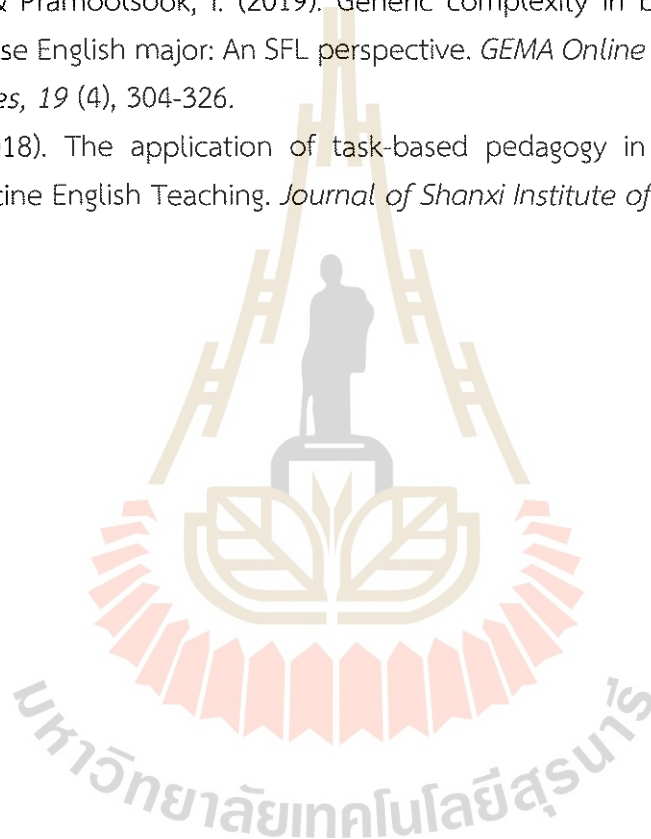 & Pramoolsook, I. (2019). Generic complexity in b
se English major: An SFL perspective. GEMA Online
es, 19 (4), 304-326.
18). The application of task-based pedagogy in
cine English Teaching. Journal of Shanxi Institute of
มหาวิทยาลัยเทคโนโลยีสุรนารี